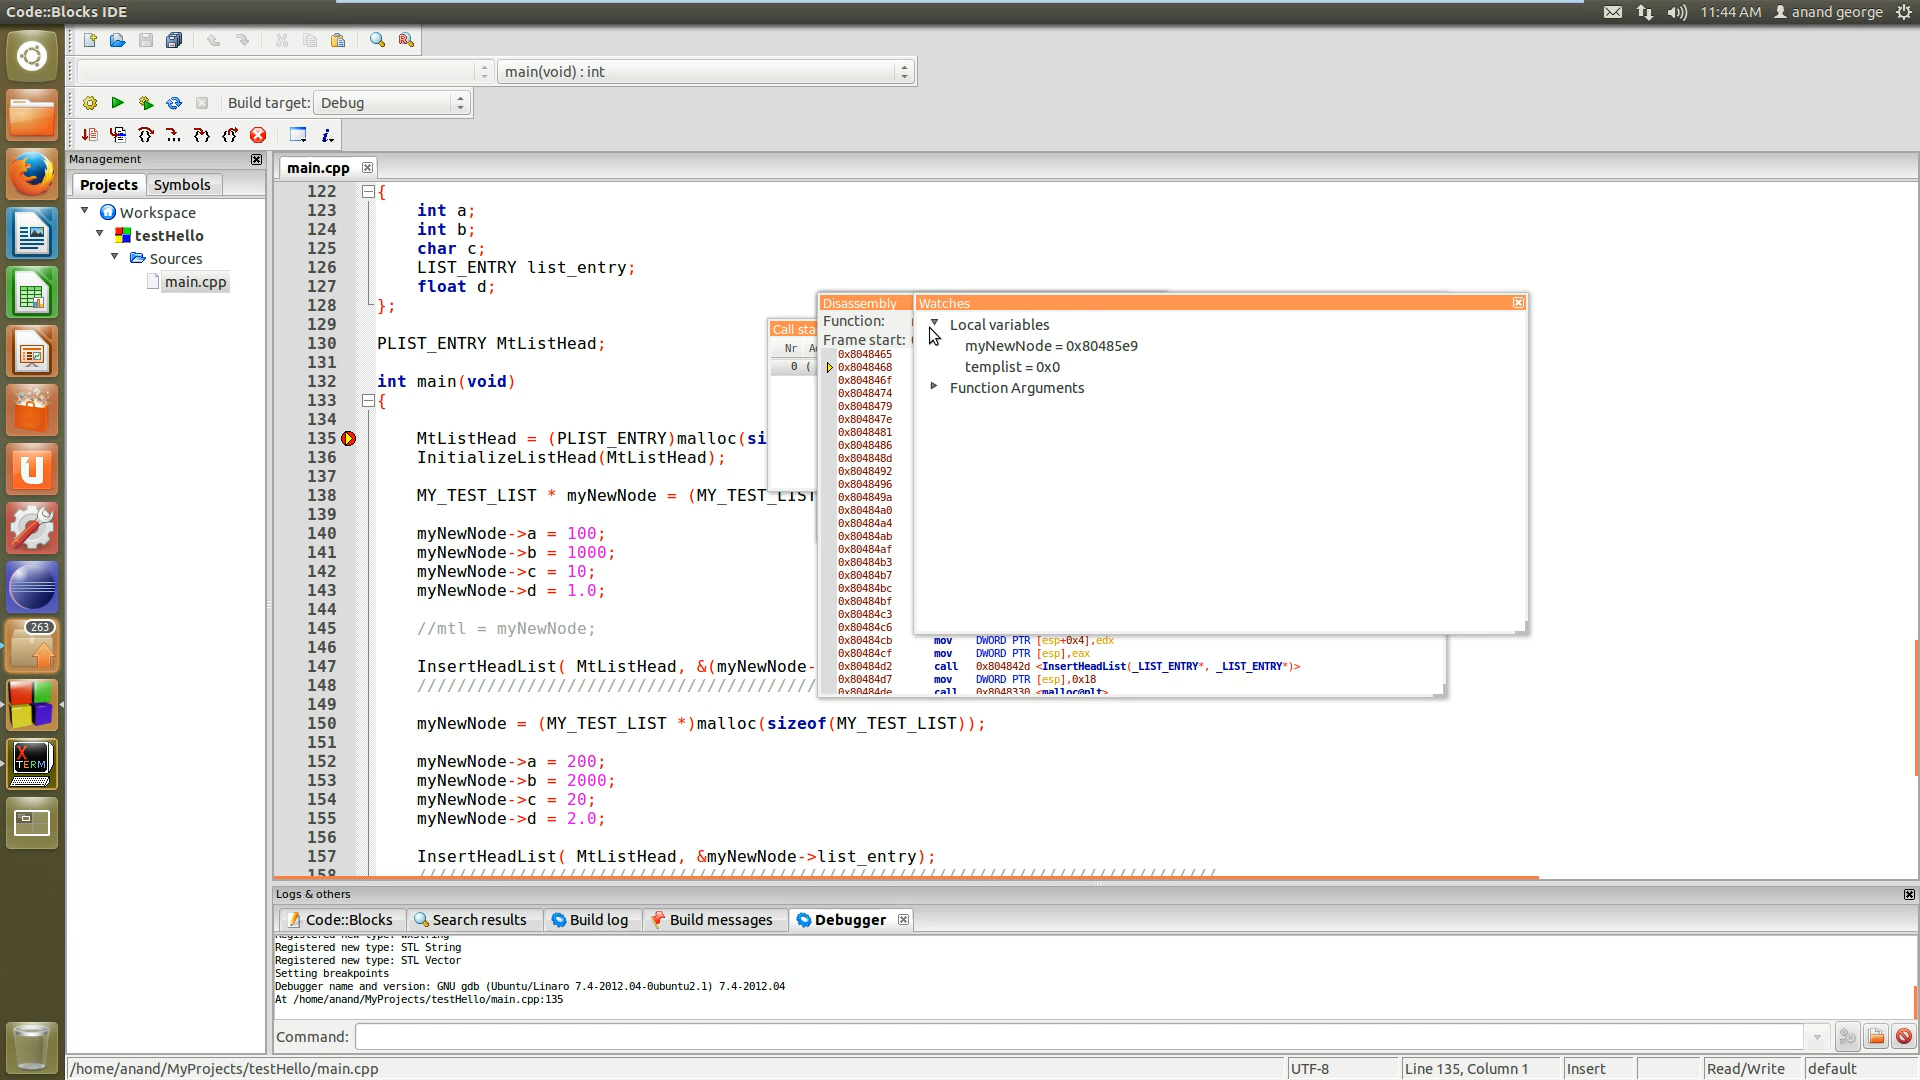 Code::Blocks IDE
11:44 AM anand george
main(void) : int
Build target: Debug
Management
Projects Symbols
Workspace
testHello
Sources
main.cpp
263
main.cpp
122 {
123 int a;
124 int b;
125 char c;
126 LIST_ENTRY list_entry;
127 float d;
128 };
129
130 PLIST_ENTRY MtListHead;
131
132 int main(void)
133 {
134
135 MtListHead = (PLIST_ENTRY)malloc(si
136 InitializeListHead(MtListHead);
137
138 MY_TEST_LIST * myNewNode = (MY_TEST_LIST
139
140 myNewNode->a = 100;
141 myNewNode->b = 1000;
142 myNewNode->c = 10;
143 myNewNode->d = 1.0;
144
145 //mtl = myNewNode;
146
147 InsertHeadList( MtListHead, &(myNewNode-
148 ////////////////////////////////////////
149
150 myNewNode = (MY_TEST_LIST *)malloc(sizeof(MY_TEST_LIST));
151
152 myNewNode->a = 200;
153 myNewNode->b = 2000;
154 myNewNode->c = 20;
155 myNewNode->d = 2.0;
156
157 InsertHeadList( MtListHead, &myNewNode->list_entry);
158 ////////////////////////////////////////////////////////////////////////////////
Call sta
Nr
0 (
Disassembly
Function:
Frame start:
0x8048465
0x8048468
0x804846f
0x8048474
0x8048479
0x804847e
0x8048481
0x8048486
0x804848d
0x8048492
0x8048496
0x804849a
0x80484a0
0x80484a4
0x80484ab
0x80484af
0x80484b3
0x80484b7
0x80484bc
0x80484bf
0x80484c3
0x80484c6
0x80484cb mov DWORD PTR [esp+0x4],edx
0x80484cf mov DWORD PTR [esp],eax
0x80484d2 call 0x804842d <InsertHeadList(_LIST_ENTRY*, _LIST_ENTRY*)>
0x80484d7 mov DWORD PTR [esp],0x18
0x80484de call 0x8048330 <malloc@plt>
Watches
Local variables
myNewNode = 0x80485e9
templist = 0x0
Function Arguments
Logs & others
Code::Blocks Search results Build log Build messages Debugger
Registered new type: wxString
Registered new type: STL String
Registered new type: STL Vector
Setting breakpoints
Debugger name and version: GNU gdb (Ubuntu/Linaro 7.4-2012.04-0ubuntu2.1) 7.4-2012.04
At /home/anand/MyProjects/testHello/main.cpp:135
Command:
/home/anand/MyProjects/testHello/main.cpp UTF-8 Line 135, Column 1 Insert Read/Write default